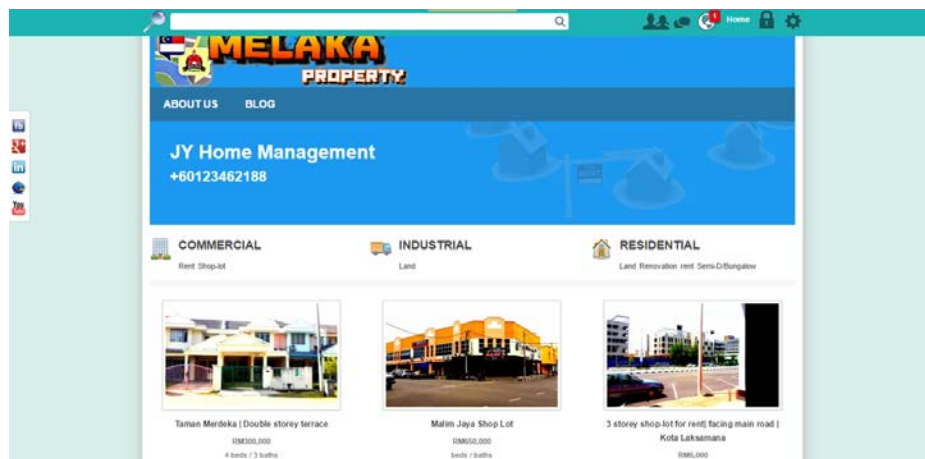 Home
MELAKA
PROPERTY
ABOUT US BLOG
JY Home Management
+60123462188
COMMERCIAL
Rent Shop-lot
INDUSTRIAL
Land
RESIDENTIAL
Land Renovation rent Semi-D/Bungalow
Taman Merdeka | Double storey terrace
RM300,000
4 beds / 3 baths
Malim Jaya Shop Lot
RM650,000
beds / baths
3 storey shop-lot for rent| facing main road |
Kota Laksamana
RM5,000
You